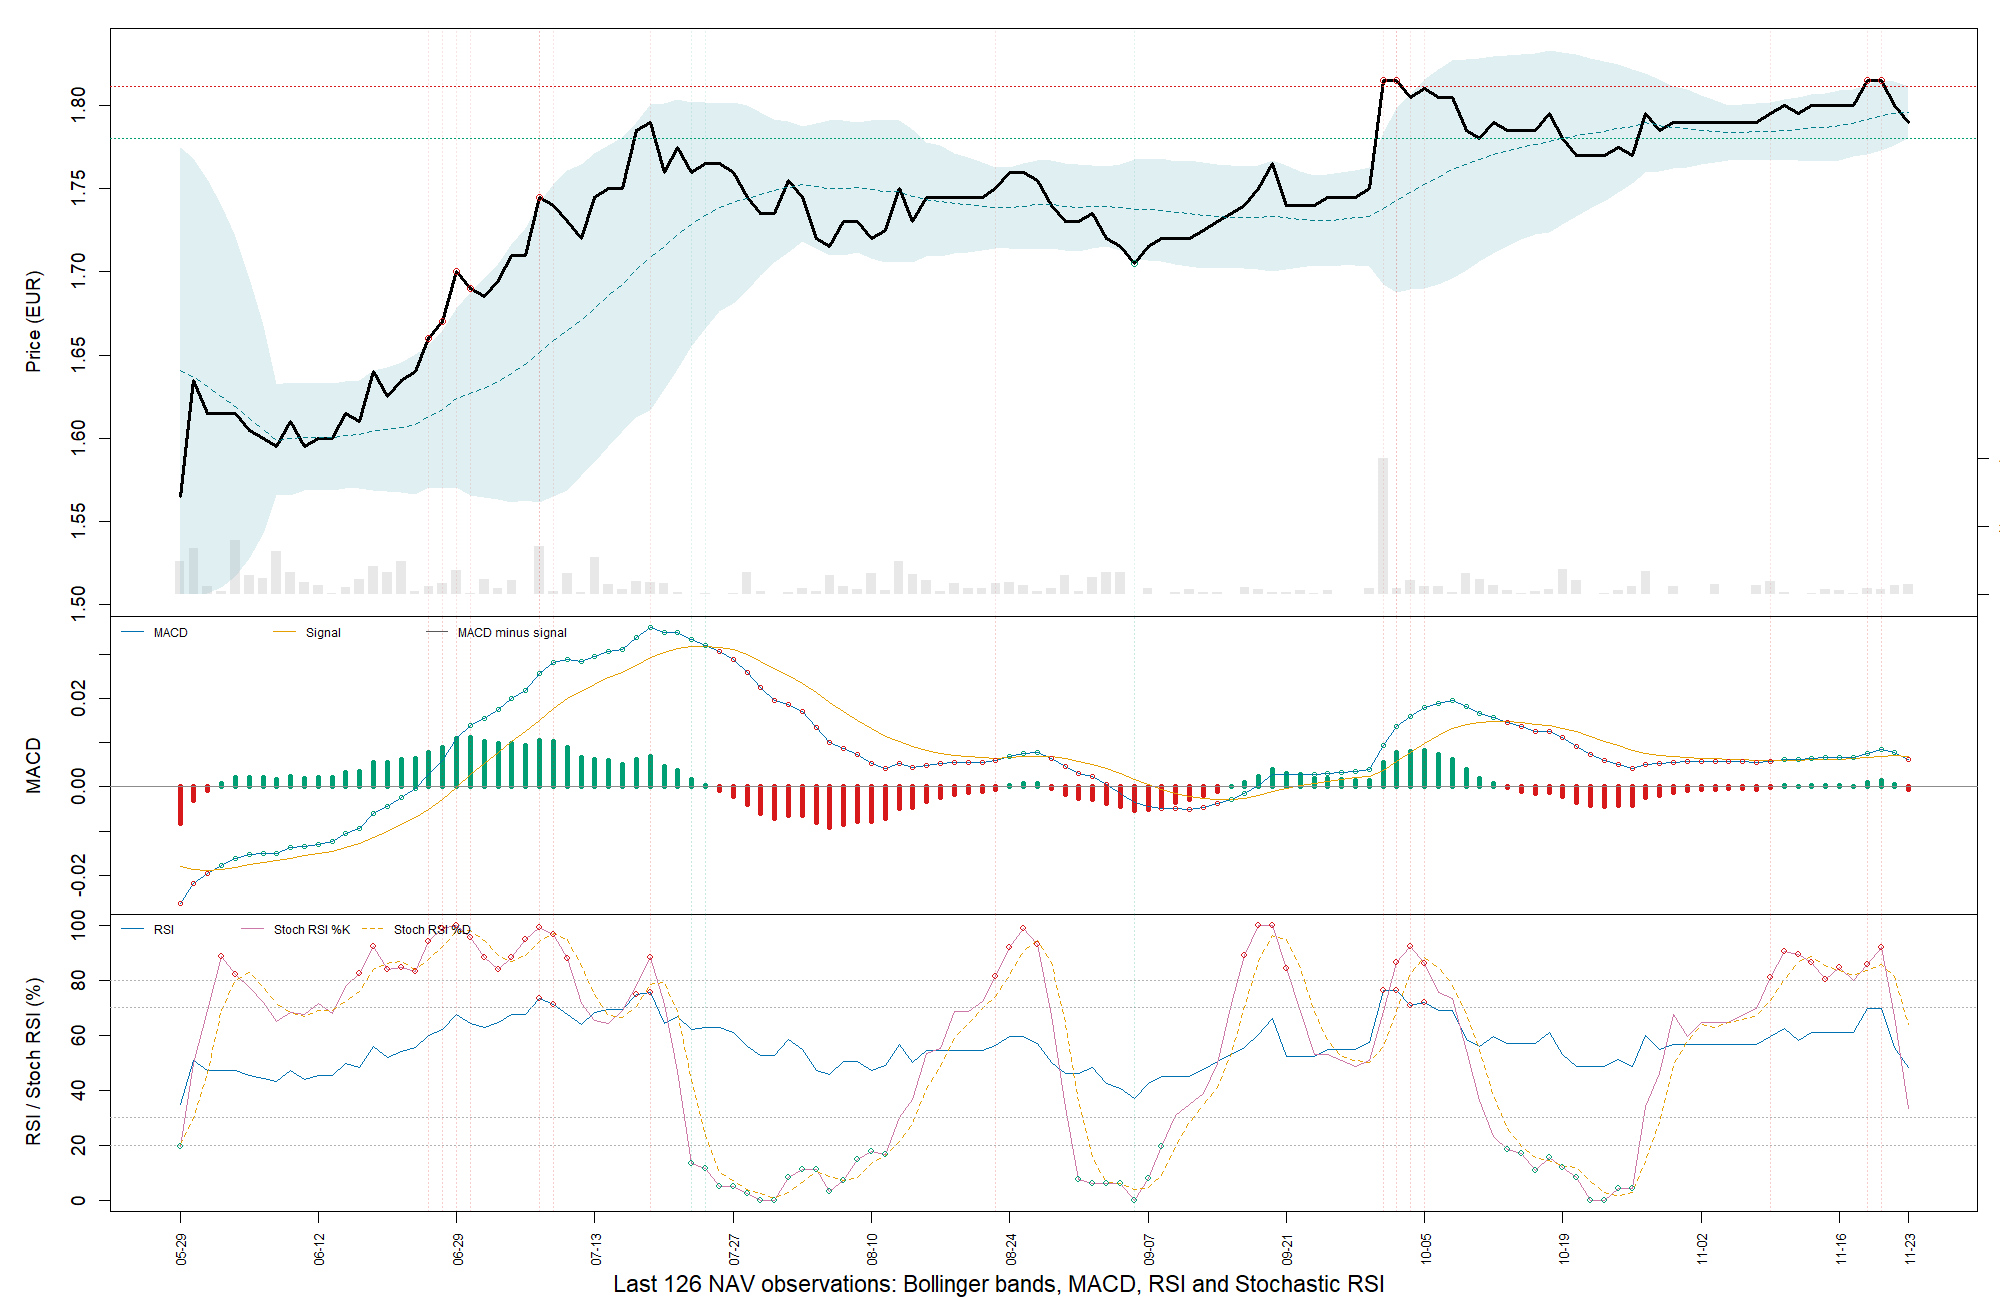 1.80
1.75
1.70
1.65
1.60
1.55
1.50
Price (EUR)
MACD Signal MACD minus signal
0.02
0.00
-0.02
MACD
RSI Stoch RSI %K Stoch RSI %D
100
80
60
40
20
0
RSI / Stoch RSI (%)
05-29 06-12 06-29 07-13 07-27 08-10 08-24 09-07 09-21 10-05 10-19 11-02 11-16 11-23
Last 126 NAV observations: Bollinger bands, MACD, RSI and Stochastic RSI